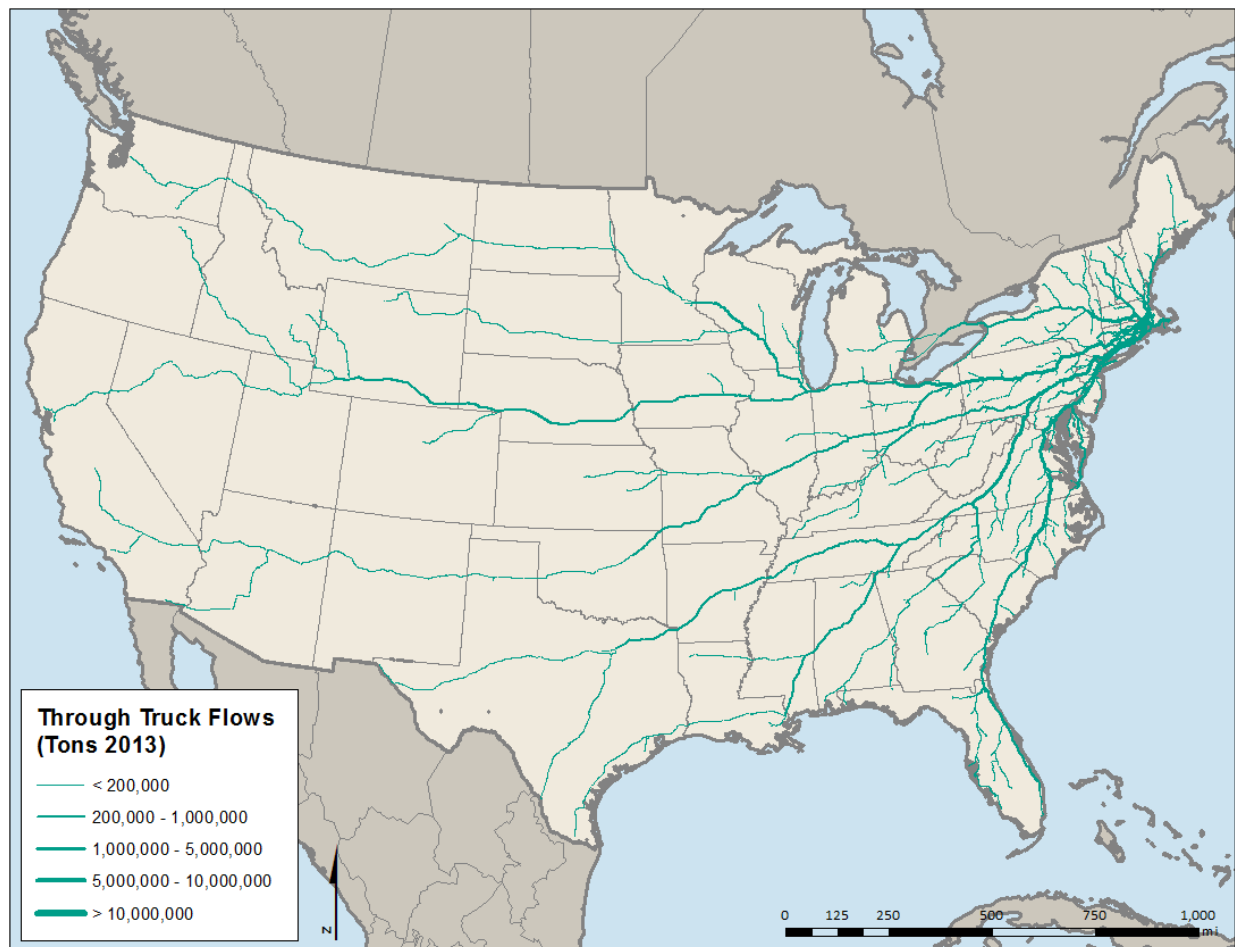 Through Truck Flows
(Tons 2013)
< 200,000
200,000 - 1,000,000
1,000,000 - 5,000,000
5,000,000 - 10,000,000
> 10,000,000
N
0 125 250 500 750 1,000
mi